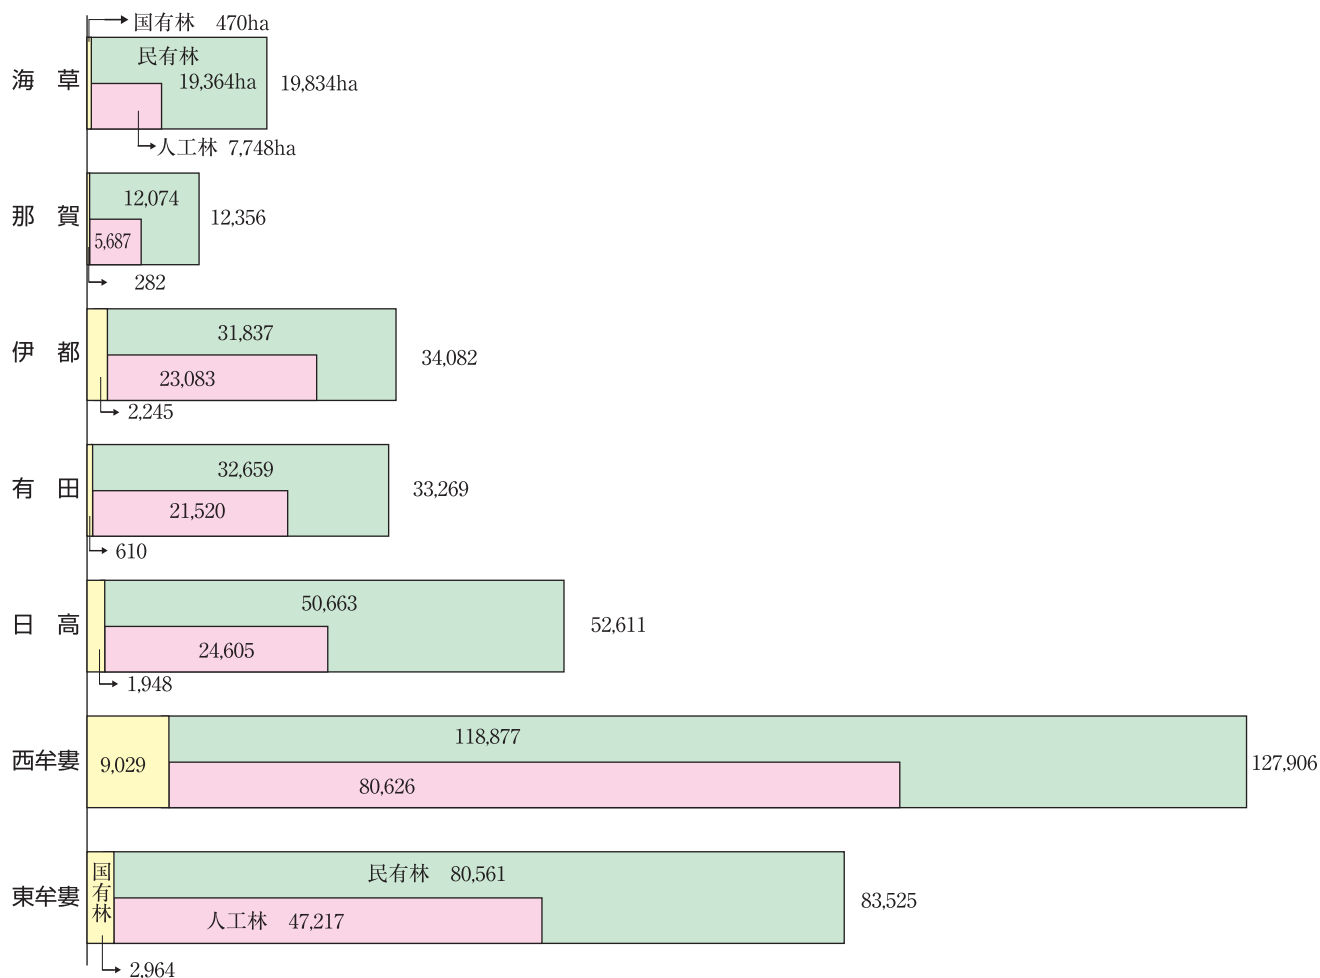 国有林 470ha
民有林
海 草
19,364ha
19,834ha
人工林 7,748ha
12,074
那 賀
12,356
5,687
282
31,837
伊 都
34,082
23,083
2,245
32,659
有 田
33,269
21,520
610
50,663
日 高
52,611
24,605
1,948
118,877
西牟婁
9,029
127,906
80,626
国有林
民有林 80,561
東牟婁
83,525
人工林 47,217
2,964